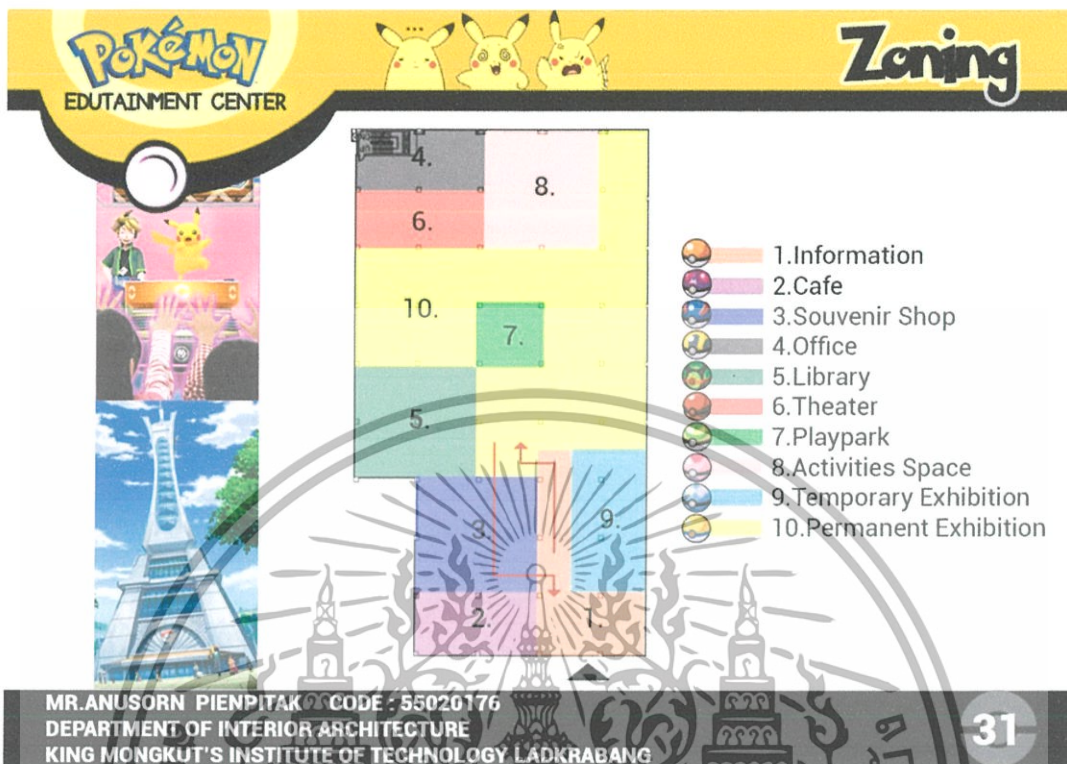 POKÉMON
EDUTAINMENT CENTER
Zoning
4.
8.
6.
10.
7.
5.
3.
9.
2.
1.
1.Information
2.Cafe
3.Souvenir Shop
4.Office
5.Library
6.Theater
7.Playpark
8.Activities Space
9.Temporary Exhibition
10.Permanent Exhibition
MR.ANUSORN PIENPITAK CODE : 55020176
DEPARTMENT OF INTERIOR ARCHITECTURE
KING MONGKUT'S INSTITUTE OF TECHNOLOGY LADKRABANG
31